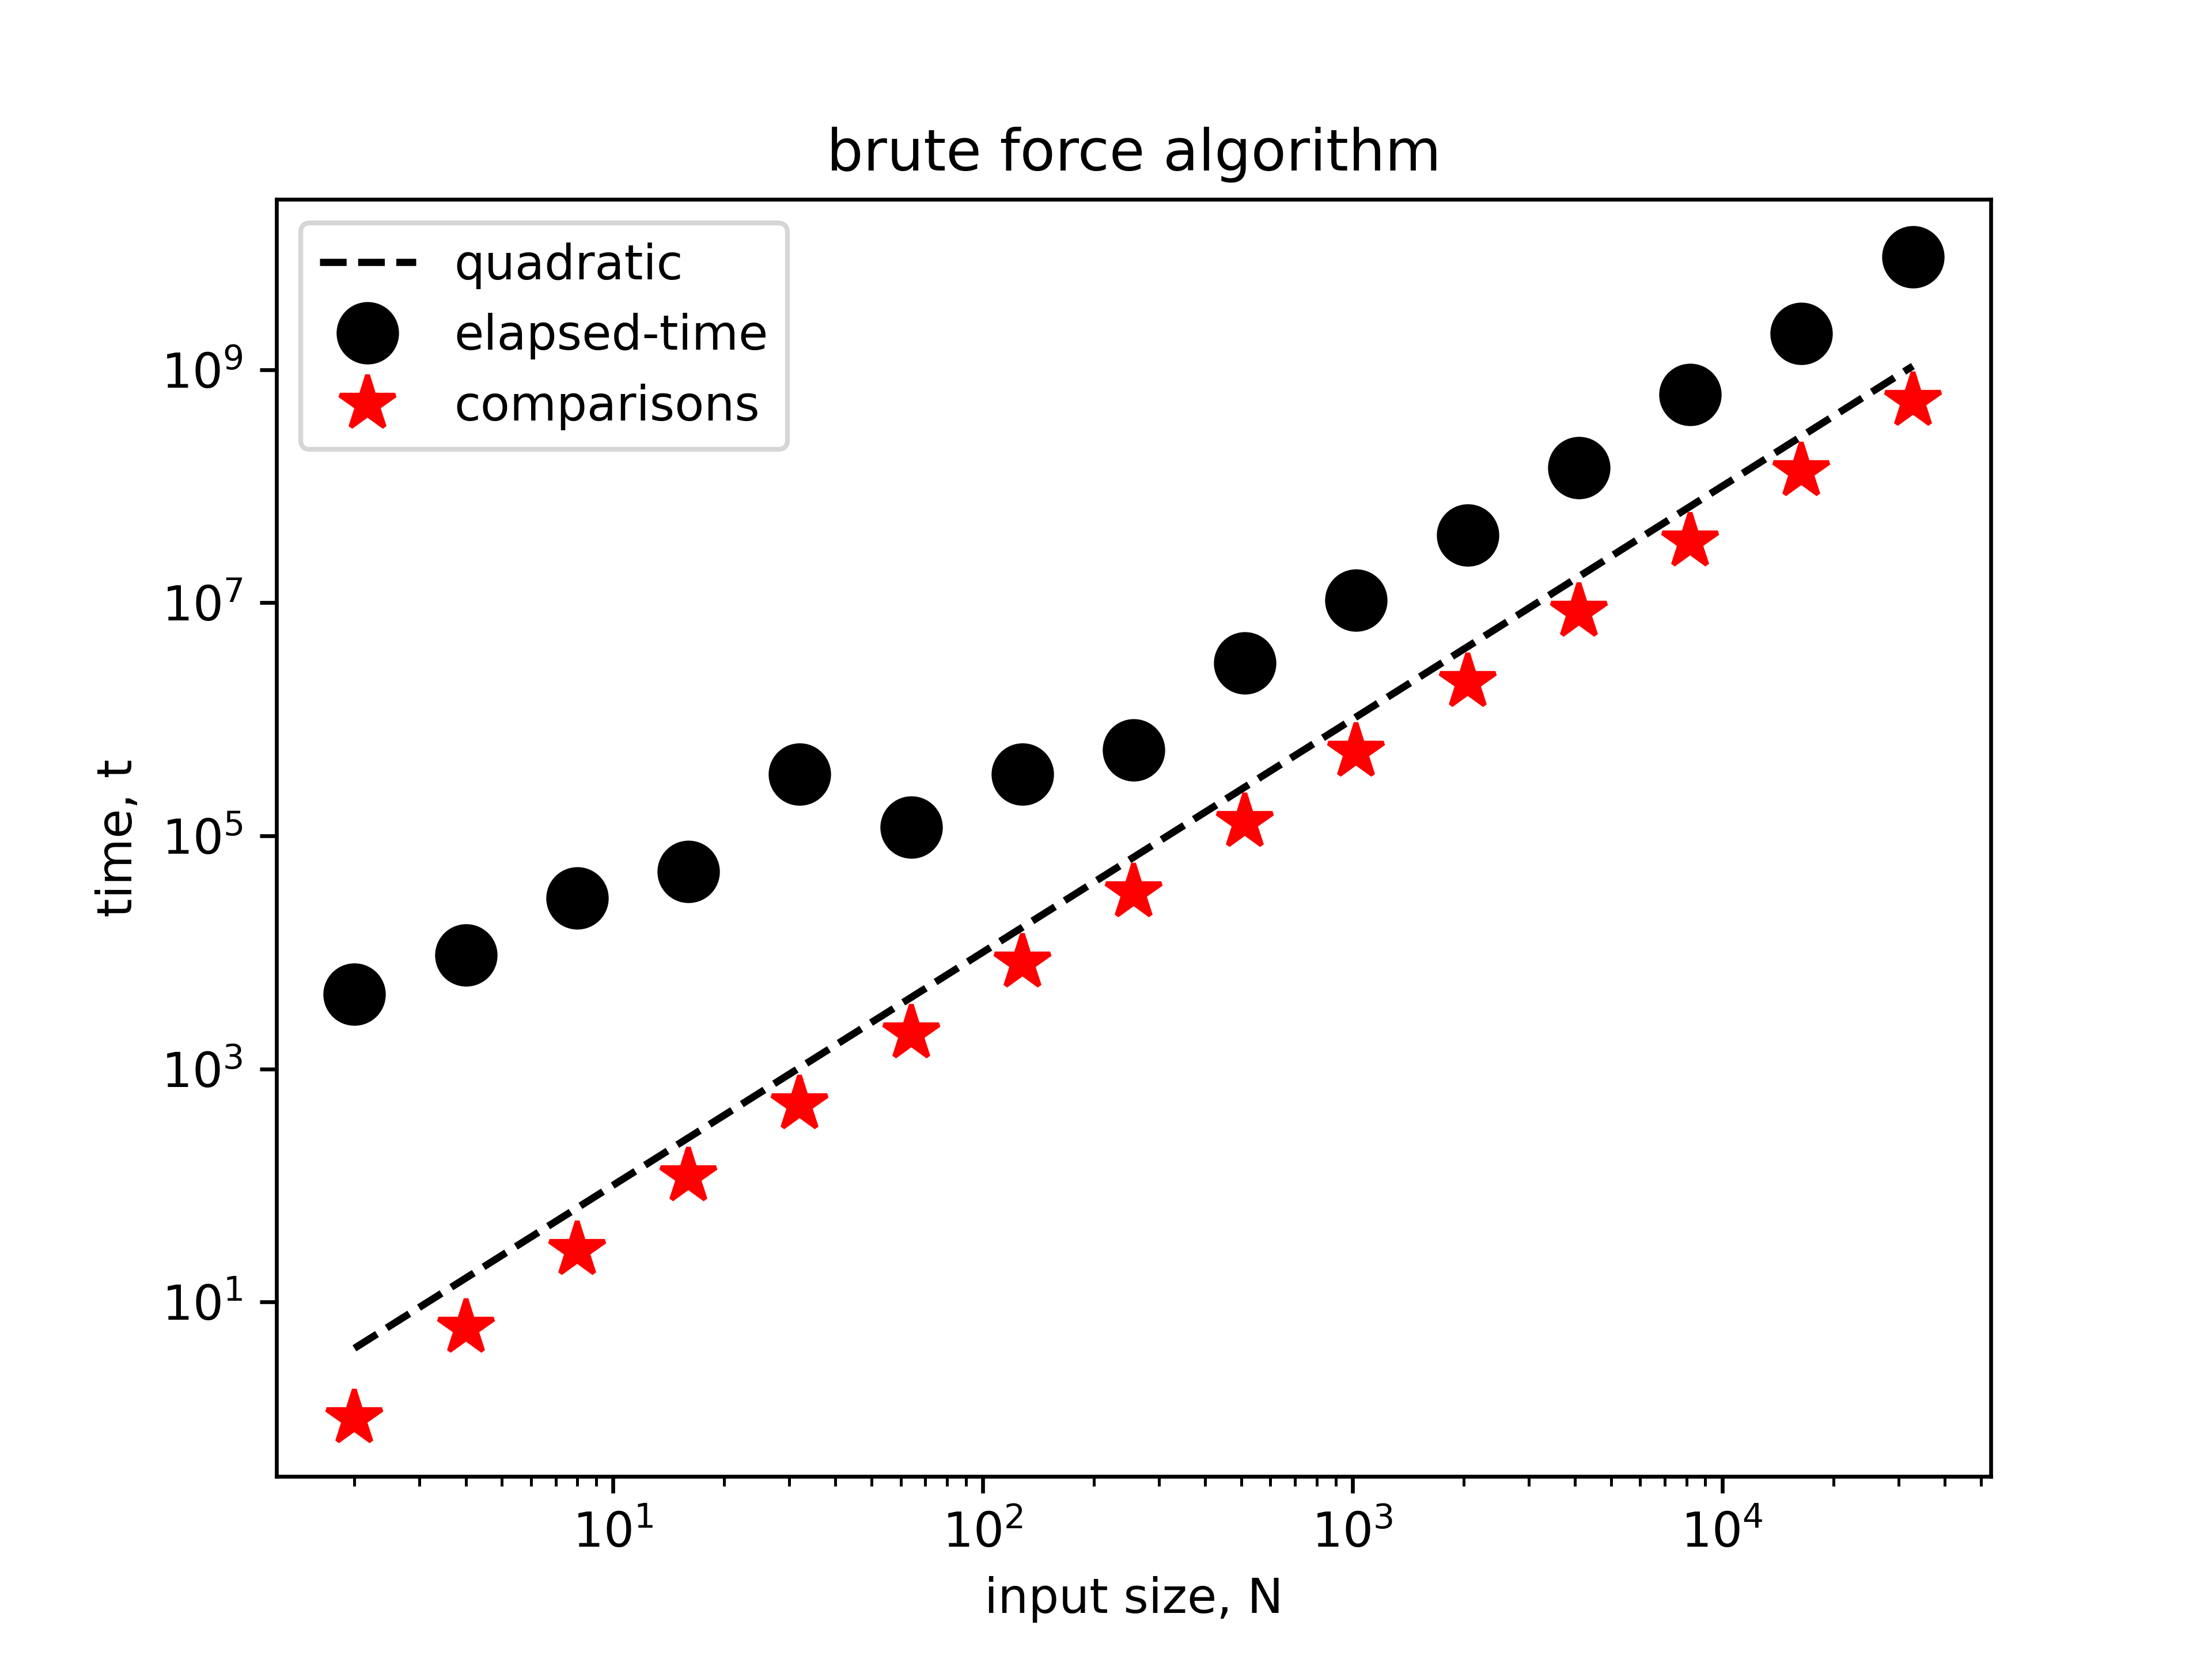 brute force algorithm
quadratic
elapsed-time
comparisons
10⁹
10⁷
10⁵
10³
10¹
time, t
10¹ 10² 10³ 10⁴
input size, N